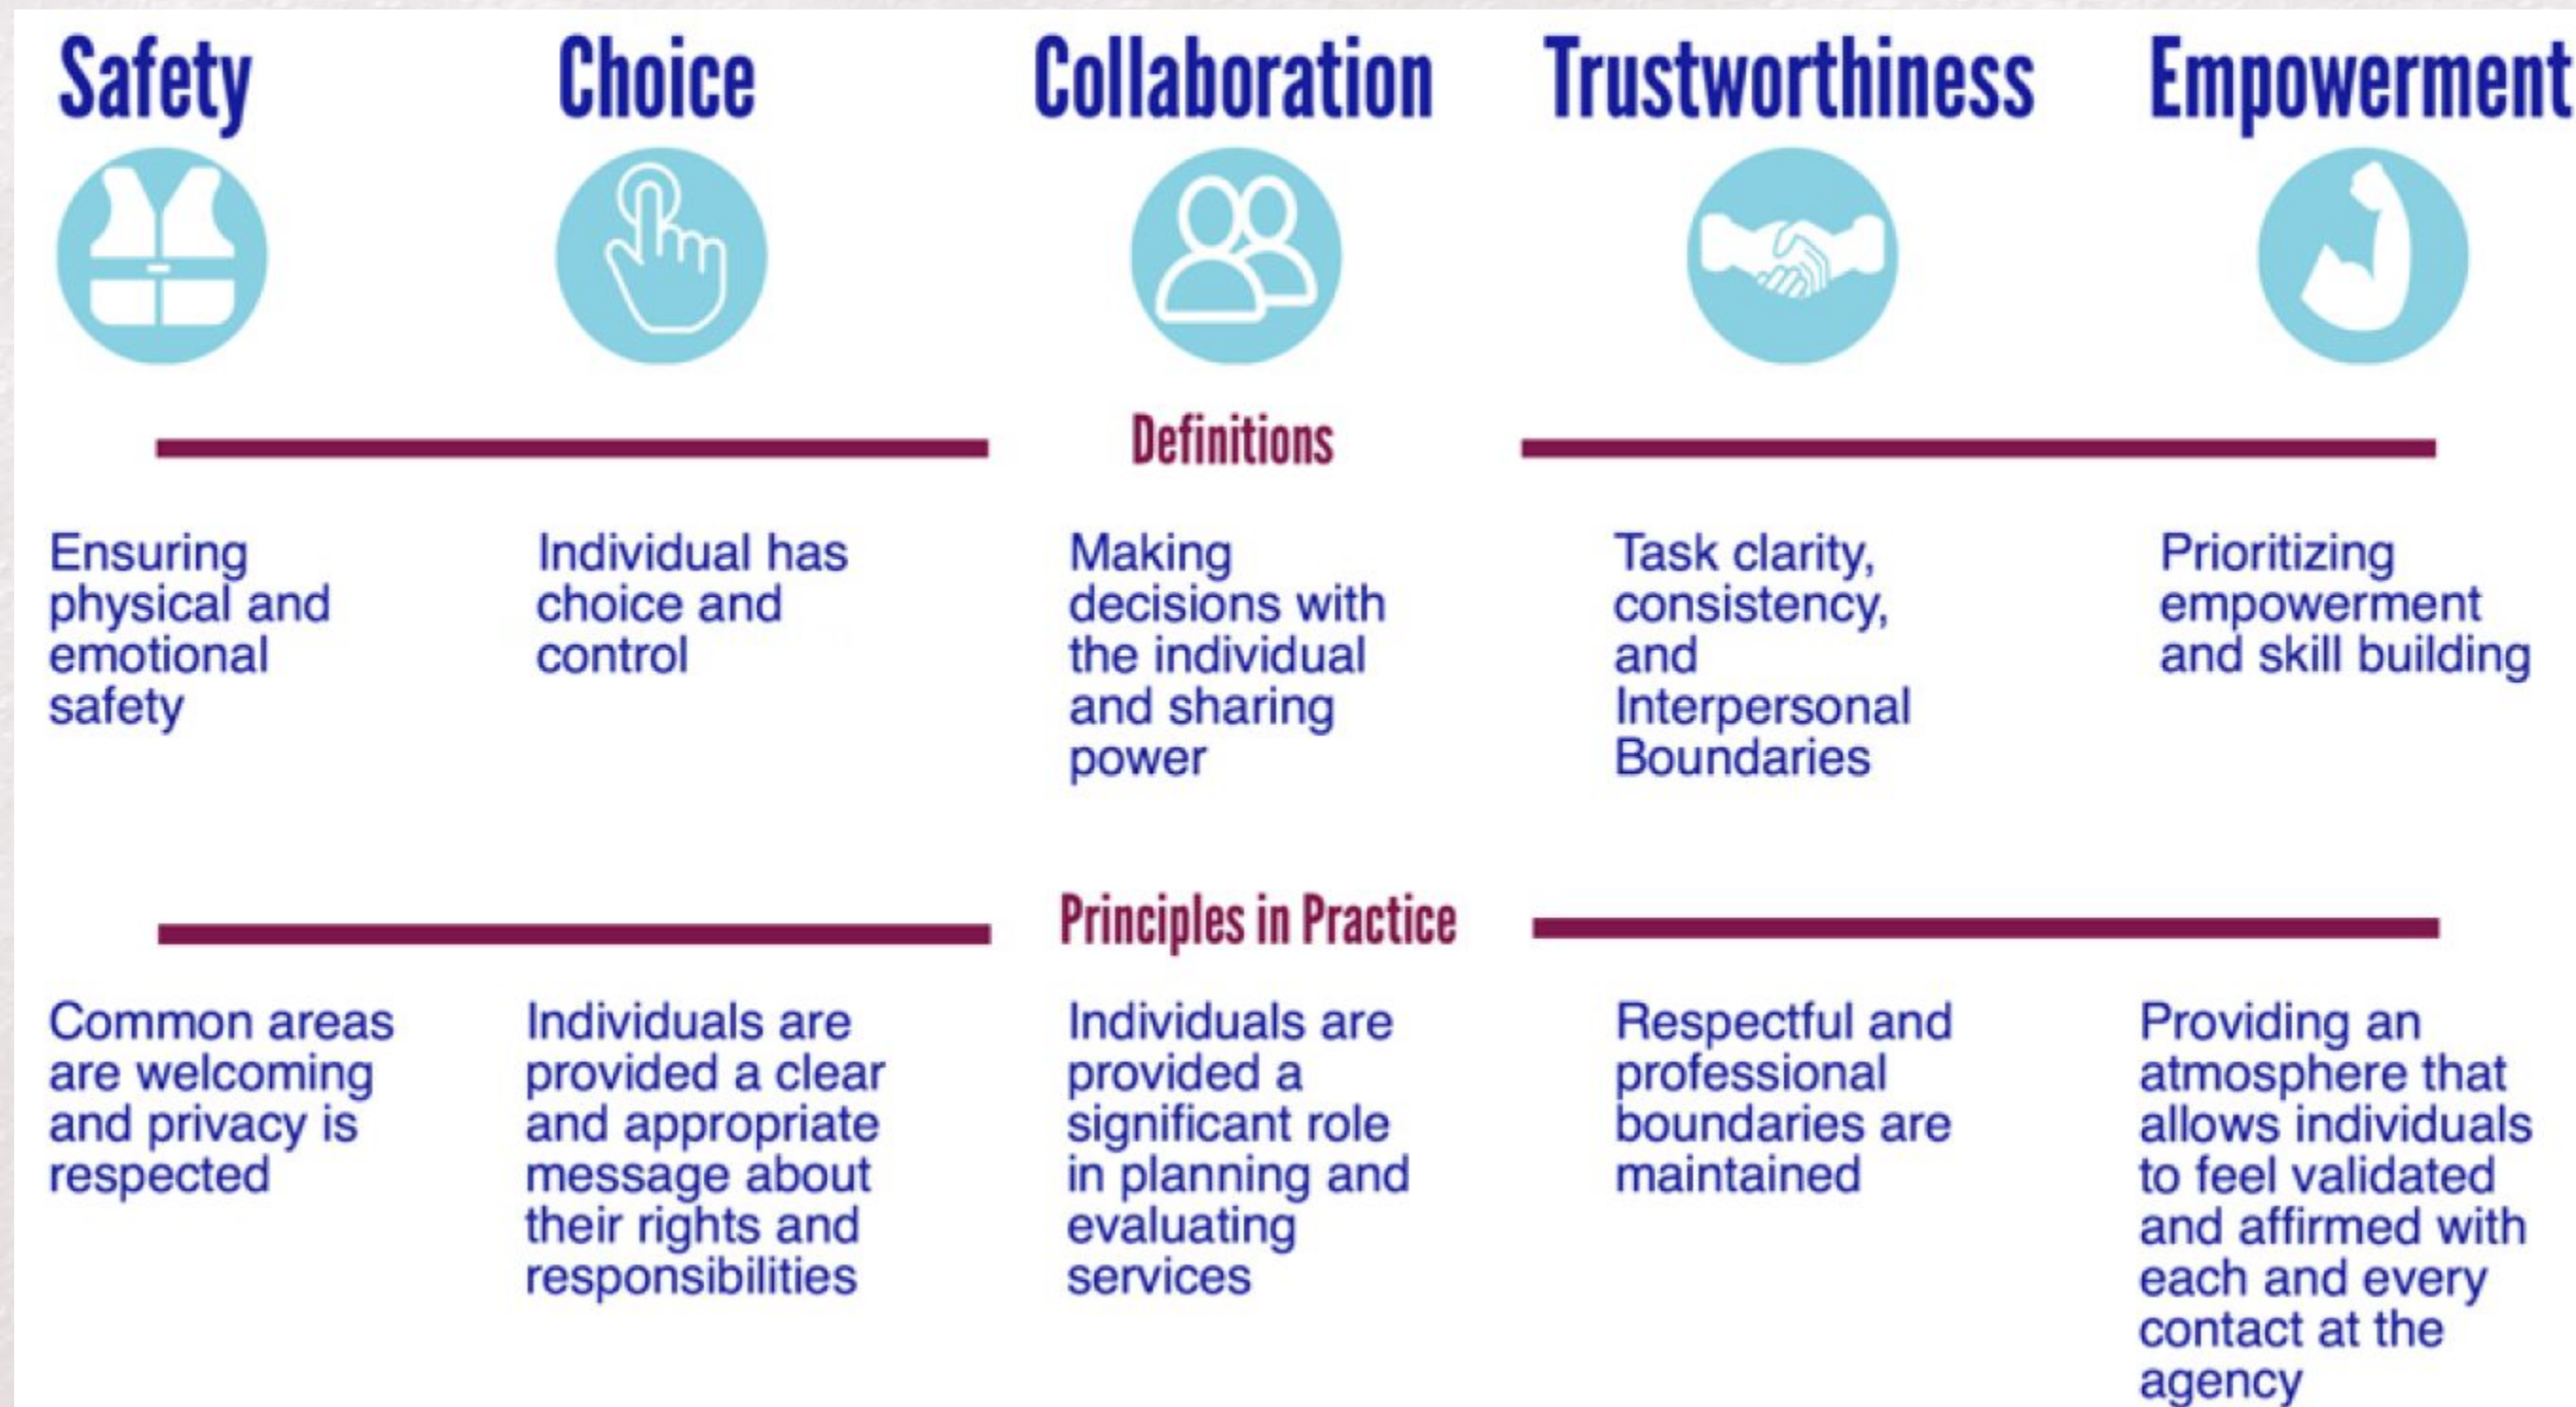 Safety
Choice
Collaboration
Trustworthiness
Empowerment
Definitions
Ensuring
physical and
emotional
safety
Individual has
choice and
control
Making
decisions with
the individual
and sharing
power
Task clarity,
consistency,
and
Interpersonal
Boundaries
Prioritizing
empowerment
and skill building
Principles in Practice
Common areas
are welcoming
and privacy is
respected
Individuals are
provided a clear
and appropriate
message about
their rights and
responsibilities
Individuals are
provided a
significant role
in planning and
evaluating
services
Respectful and
professional
boundaries are
maintained
Providing an
atmosphere that
allows individuals
to feel validated
and affirmed with
each and every
contact at the
agency